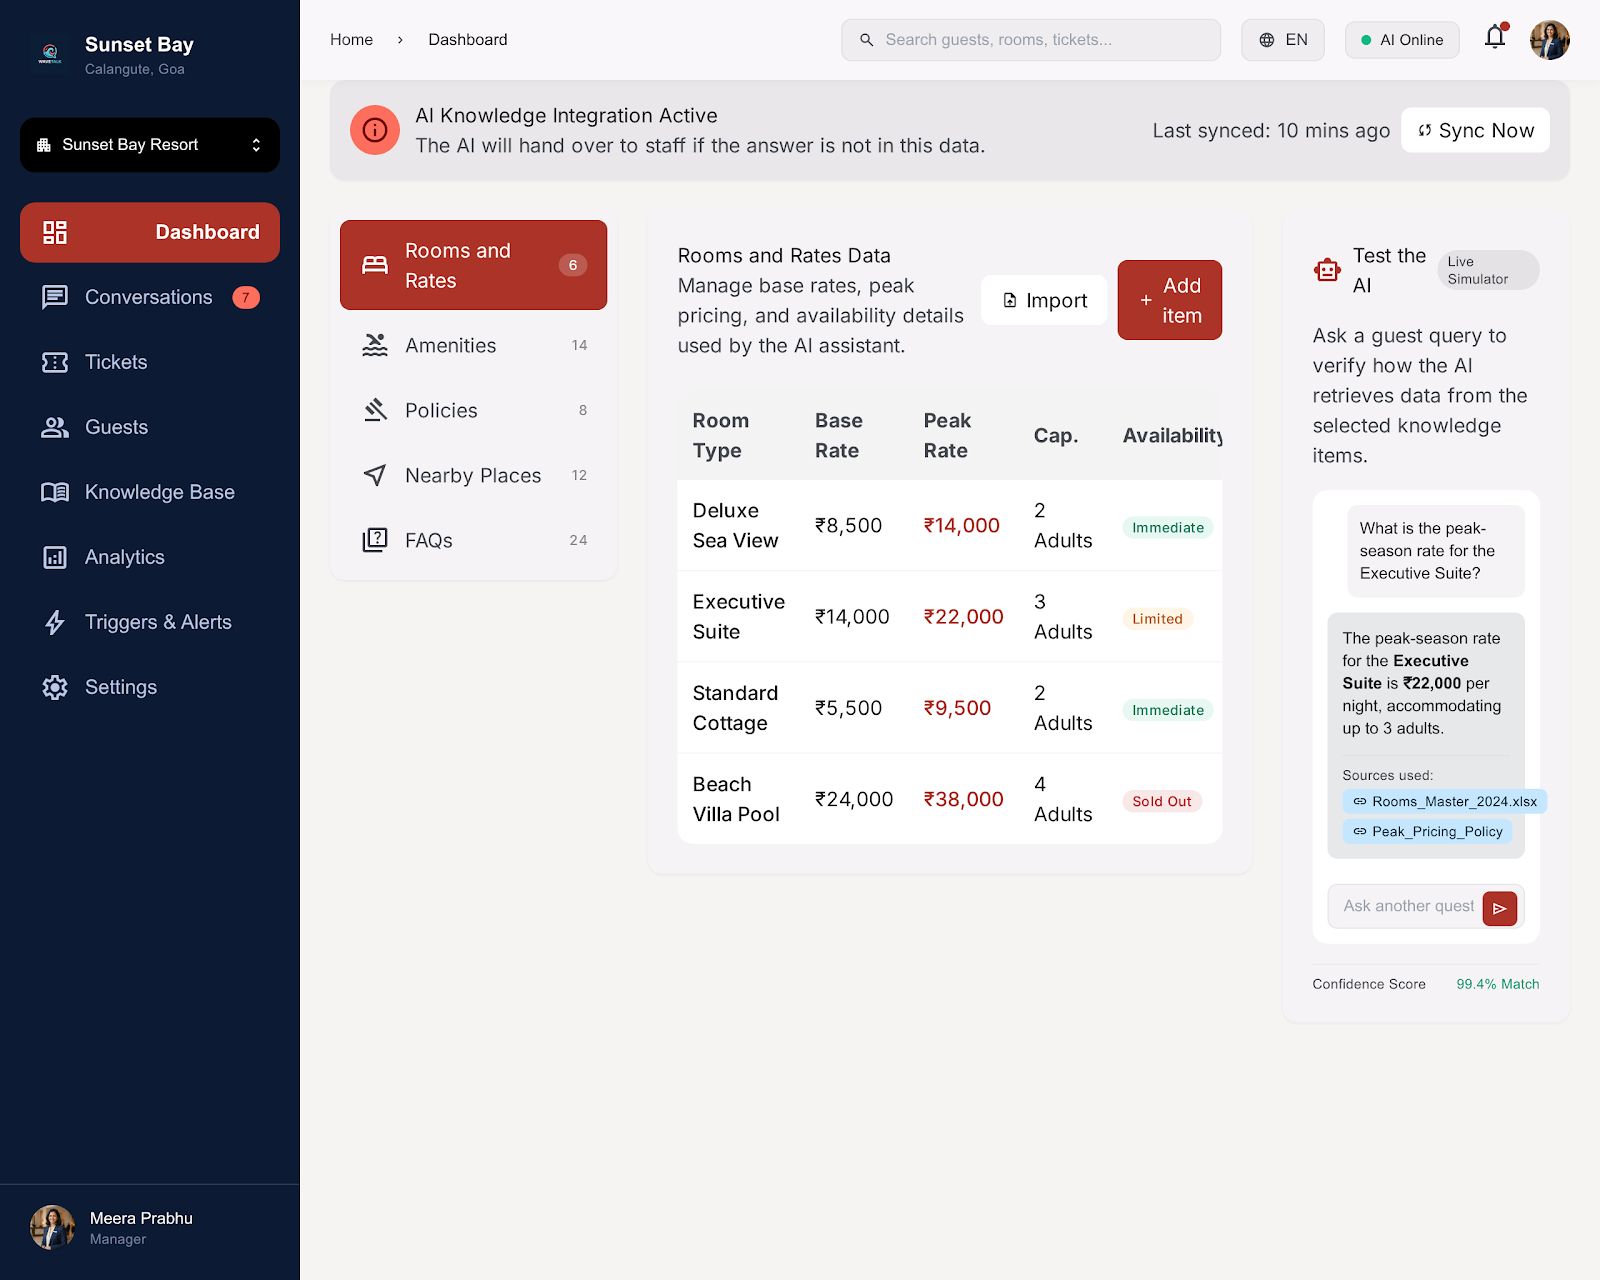 WAVETALK
Sunset Bay
Calangute, Goa
Sunset Bay Resort
Dashboard
Conversations 7
Tickets
Guests
Knowledge Base
Analytics
Triggers & Alerts
Settings
Meera Prabhu
Manager
Home › Dashboard
Search guests, rooms, tickets...
EN
AI Online
AI Knowledge Integration Active
The AI will hand over to staff if the answer is not in this data.
Last synced: 10 mins ago
Sync Now
Rooms and
Rates
6
Amenities 14
Policies 8
Nearby Places 12
FAQs 24
Rooms and Rates Data
Manage base rates, peak
pricing, and availability details
used by the AI assistant.
Import
+ Add
item
Room
Type
Base
Rate
Peak
Rate
Cap.
Availability
Deluxe
Sea View
₹8,500
₹14,000
2
Adults
Immediate
Executive
Suite
₹14,000
₹22,000
3
Adults
Limited
Standard
Cottage
₹5,500
₹9,500
2
Adults
Immediate
Beach
Villa Pool
₹24,000
₹38,000
4
Adults
Sold Out
Test the
AI
Live
Simulator
Ask a guest query to
verify how the AI
retrieves data from the
selected knowledge
items.
What is the peak-
season rate for the
Executive Suite?
The peak-season rate
for the Executive
Suite is ₹22,000 per
night, accommodating
up to 3 adults.
Sources used:
Rooms_Master_2024.xlsx
Peak_Pricing_Policy
Ask another quest
Confidence Score 99.4% Match